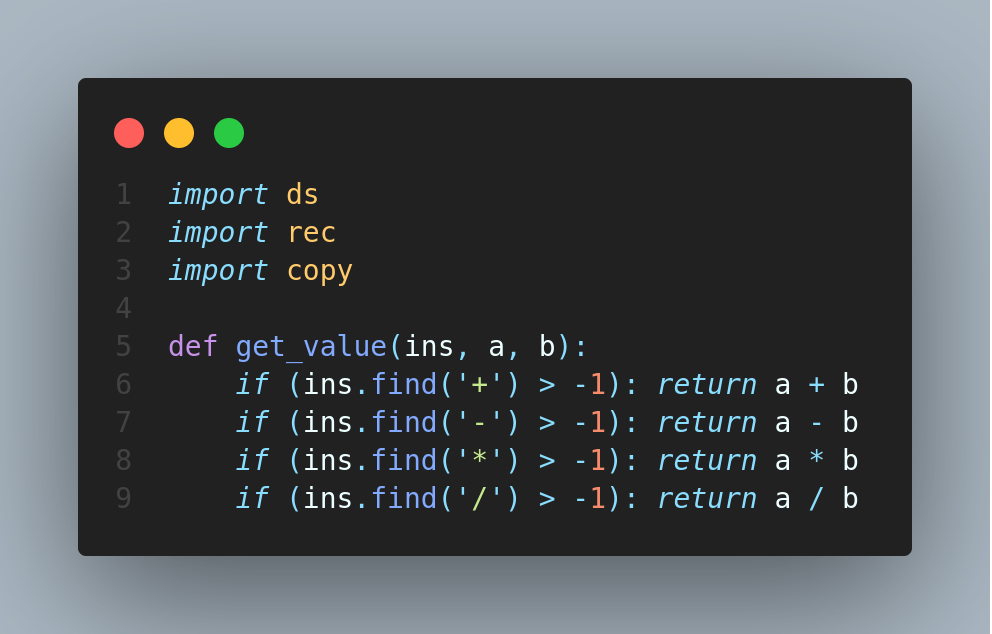 1 import ds
2 import rec
3 import copy
4
5 def get_value(ins, a, b):
6     if (ins.find('+') > -1): return a + b
7     if (ins.find('-') > -1): return a - b
8     if (ins.find('*') > -1): return a * b
9     if (ins.find('/') > -1): return a / b